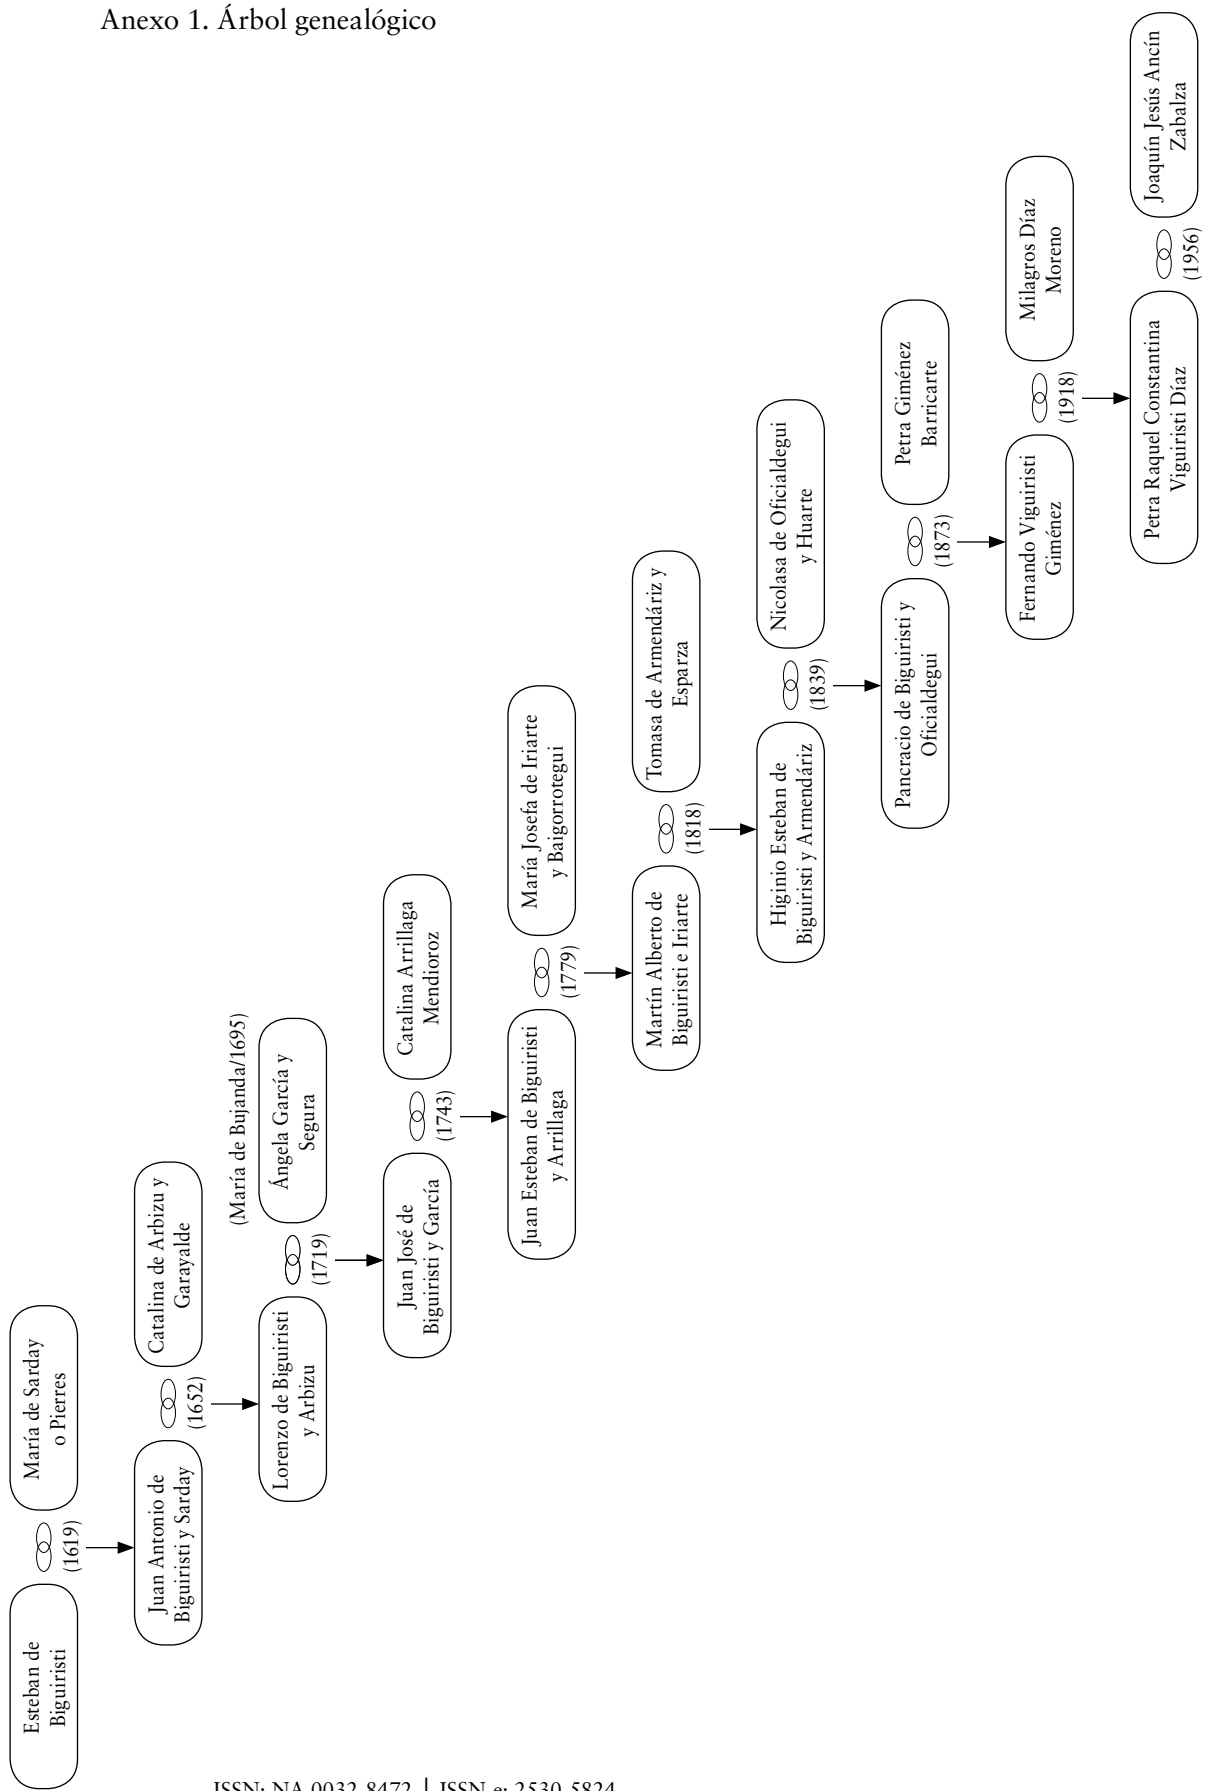 Anexo 1. Árbol genealógico
Esteban de
Biguiristi
(1619)
María de Sarday
o Pierres
Juan Antonio de
Biguiristi y Sarday
(1652)
Catalina de Arbizu y
Garayalde
Lorenzo de Biguiristi
y Arbizu
(1719)
(María de Bujanda/1695)
Ángela García y
Segura
Juan José de
Biguiristi y García
(1743)
Catalina Arrillaga
Mendioroz
Juan Esteban de Biguiristi
y Arrillaga
(1779)
María Josefa de Iriarte
y Baigorrotegui
Martín Alberto de
Biguiristi e Iriarte
(1818)
Tomasa de Armendáriz y
Esparza
Higinio Esteban de
Biguiristi y Armendáriz
(1839)
Nicolasa de Oficialdegui
y Huarte
Pancracio de Biguiristi y
Oficialdegui
(1873)
Petra Giménez
Barricarte
Fernando Viguiristi
Giménez
(1918)
Milagros Díaz
Moreno
Petra Raquel Constantina
Viguiristi Díaz
(1956)
Joaquín Jesús Ancín
Zabalza
ISSN: NA 0032-8472 | ISSN-e: 2530-5824